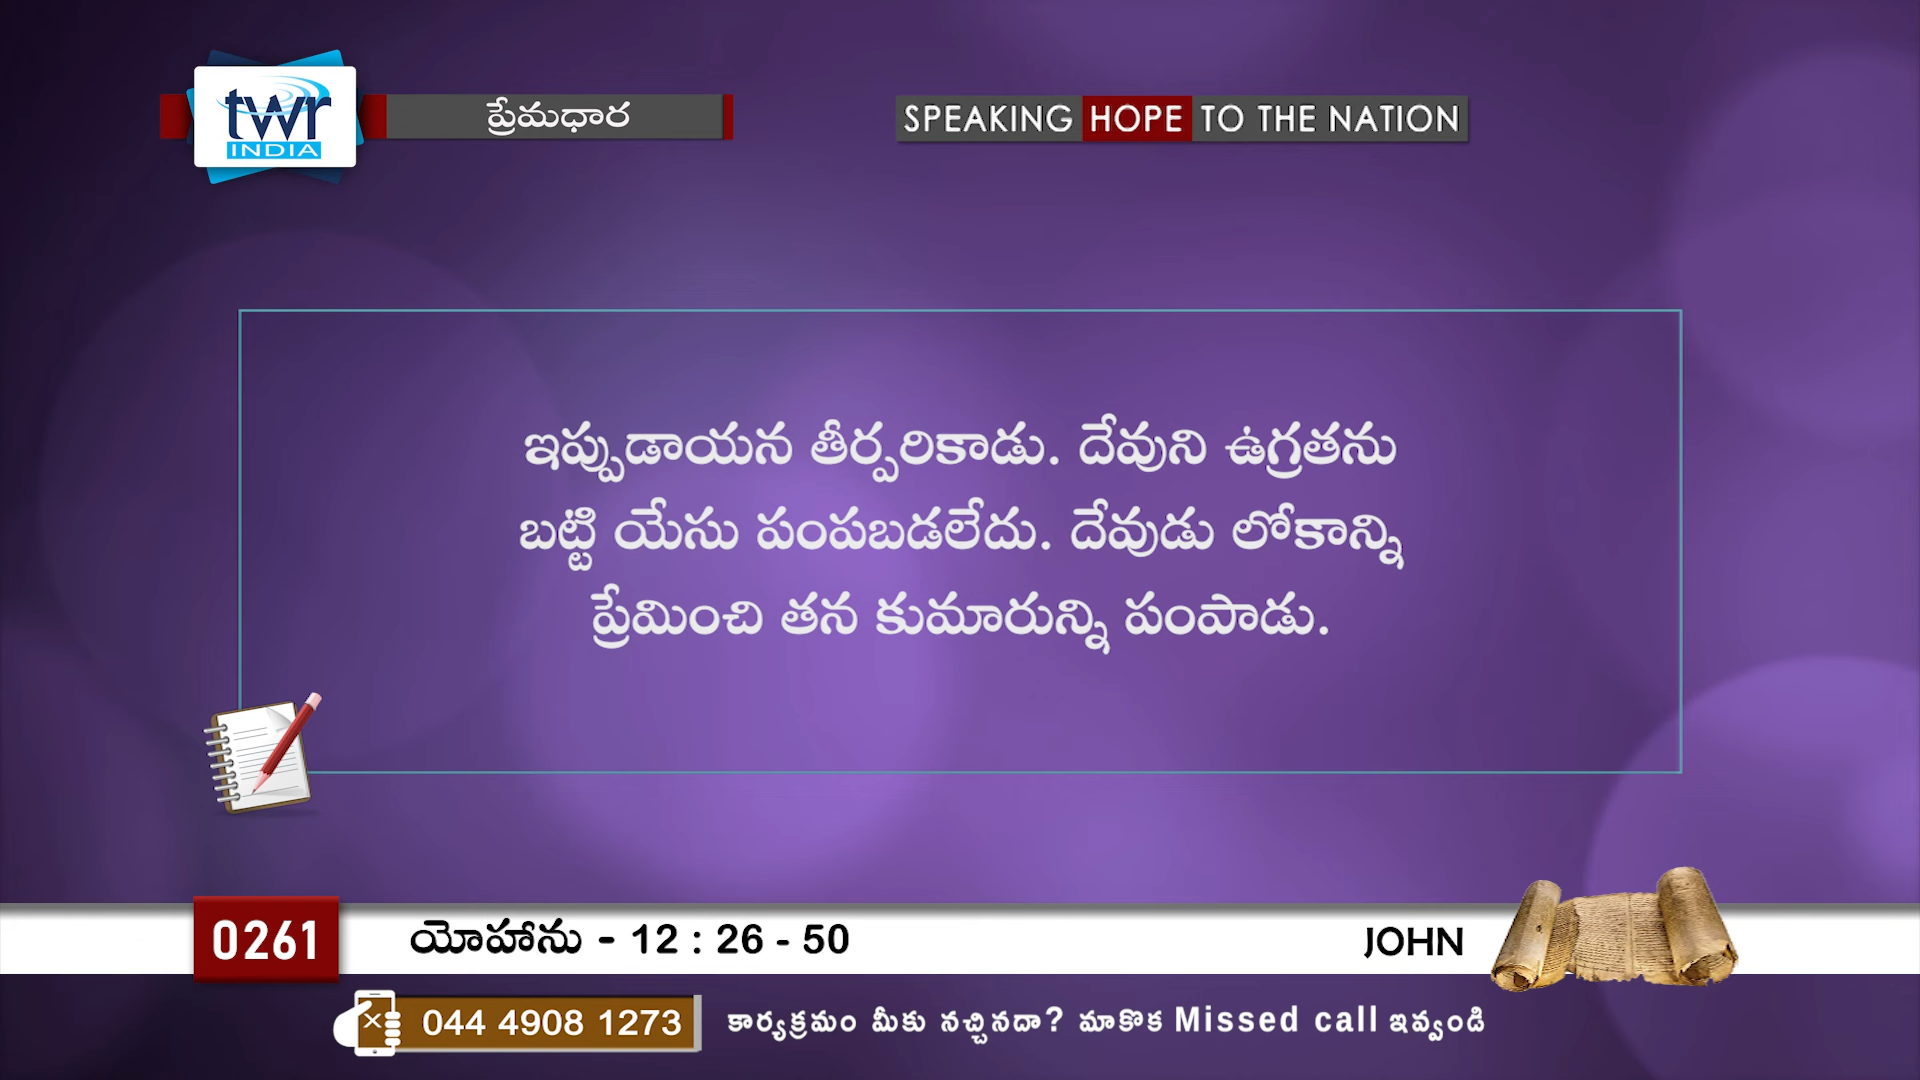 twr
INDIA
ప్రేమధార
SPEAKING HOPE TO THE NATION
ఇప్పుడాయన తీర్పరికాడు. దేవుని ఉగ్రతను
బట్టి యేసు పంపబడలేదు. దేవుడు లోకాన్ని
ప్రేమించి తన కుమారున్ని పంపాడు.
0261
యోహాను - 12 : 26 - 50
JOHN
044 4908 1273
కార్యక్రమం మీకు నచ్చినదా? మాకొక Missed call ఇవ్వండి